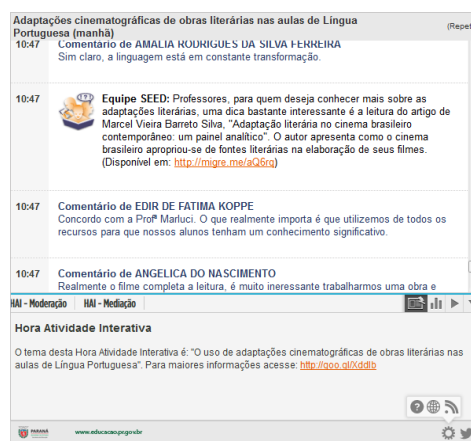 Adaptações cinematográficas de obras literárias nas aulas de Língua
Portuguesa (manhã)
(Repet
10:47 Comentário de AMALIA RODRIGUES DA SILVA FERREIRA
Sim claro, a linguagem está em constante transformação.
10:47 Equipe SEED: Professores, para quem deseja conhecer mais sobre as
adaptações literárias, uma dica bastante interessante é a leitura do artigo de
Marcel Vieira Barreto Silva, "Adaptação literária no cinema brasileiro
contemporâneo: um painel analítico". O autor apresenta como o cinema
brasileiro apropriou-se de fontes literárias na elaboração de seus filmes.
(Disponível em: http://migre.me/aQ6rq)
10:47 Comentário de EDIR DE FATIMA KOPPE
Concordo com a Profª Marluci. O que realmente importa é que utilizemos de todos os
recursos para que nossos alunos tenham um conhecimento significativo.
10:47 Comentário de ANGELICA DO NASCIMENTO
Realmente o filme completa a leitura, é muito ineressante trabalharmos uma obra e
HAI - Moderação HAI - Mediação
Hora Atividade Interativa
O tema desta Hora Atividade Interativa é: "O uso de adaptações cinematográficas de obras literárias nas
aulas de Língua Portuguesa". Para maiores informações acesse: http://goo.gl/Xddlb
PARANÁ www.educacao.pr.gov.br